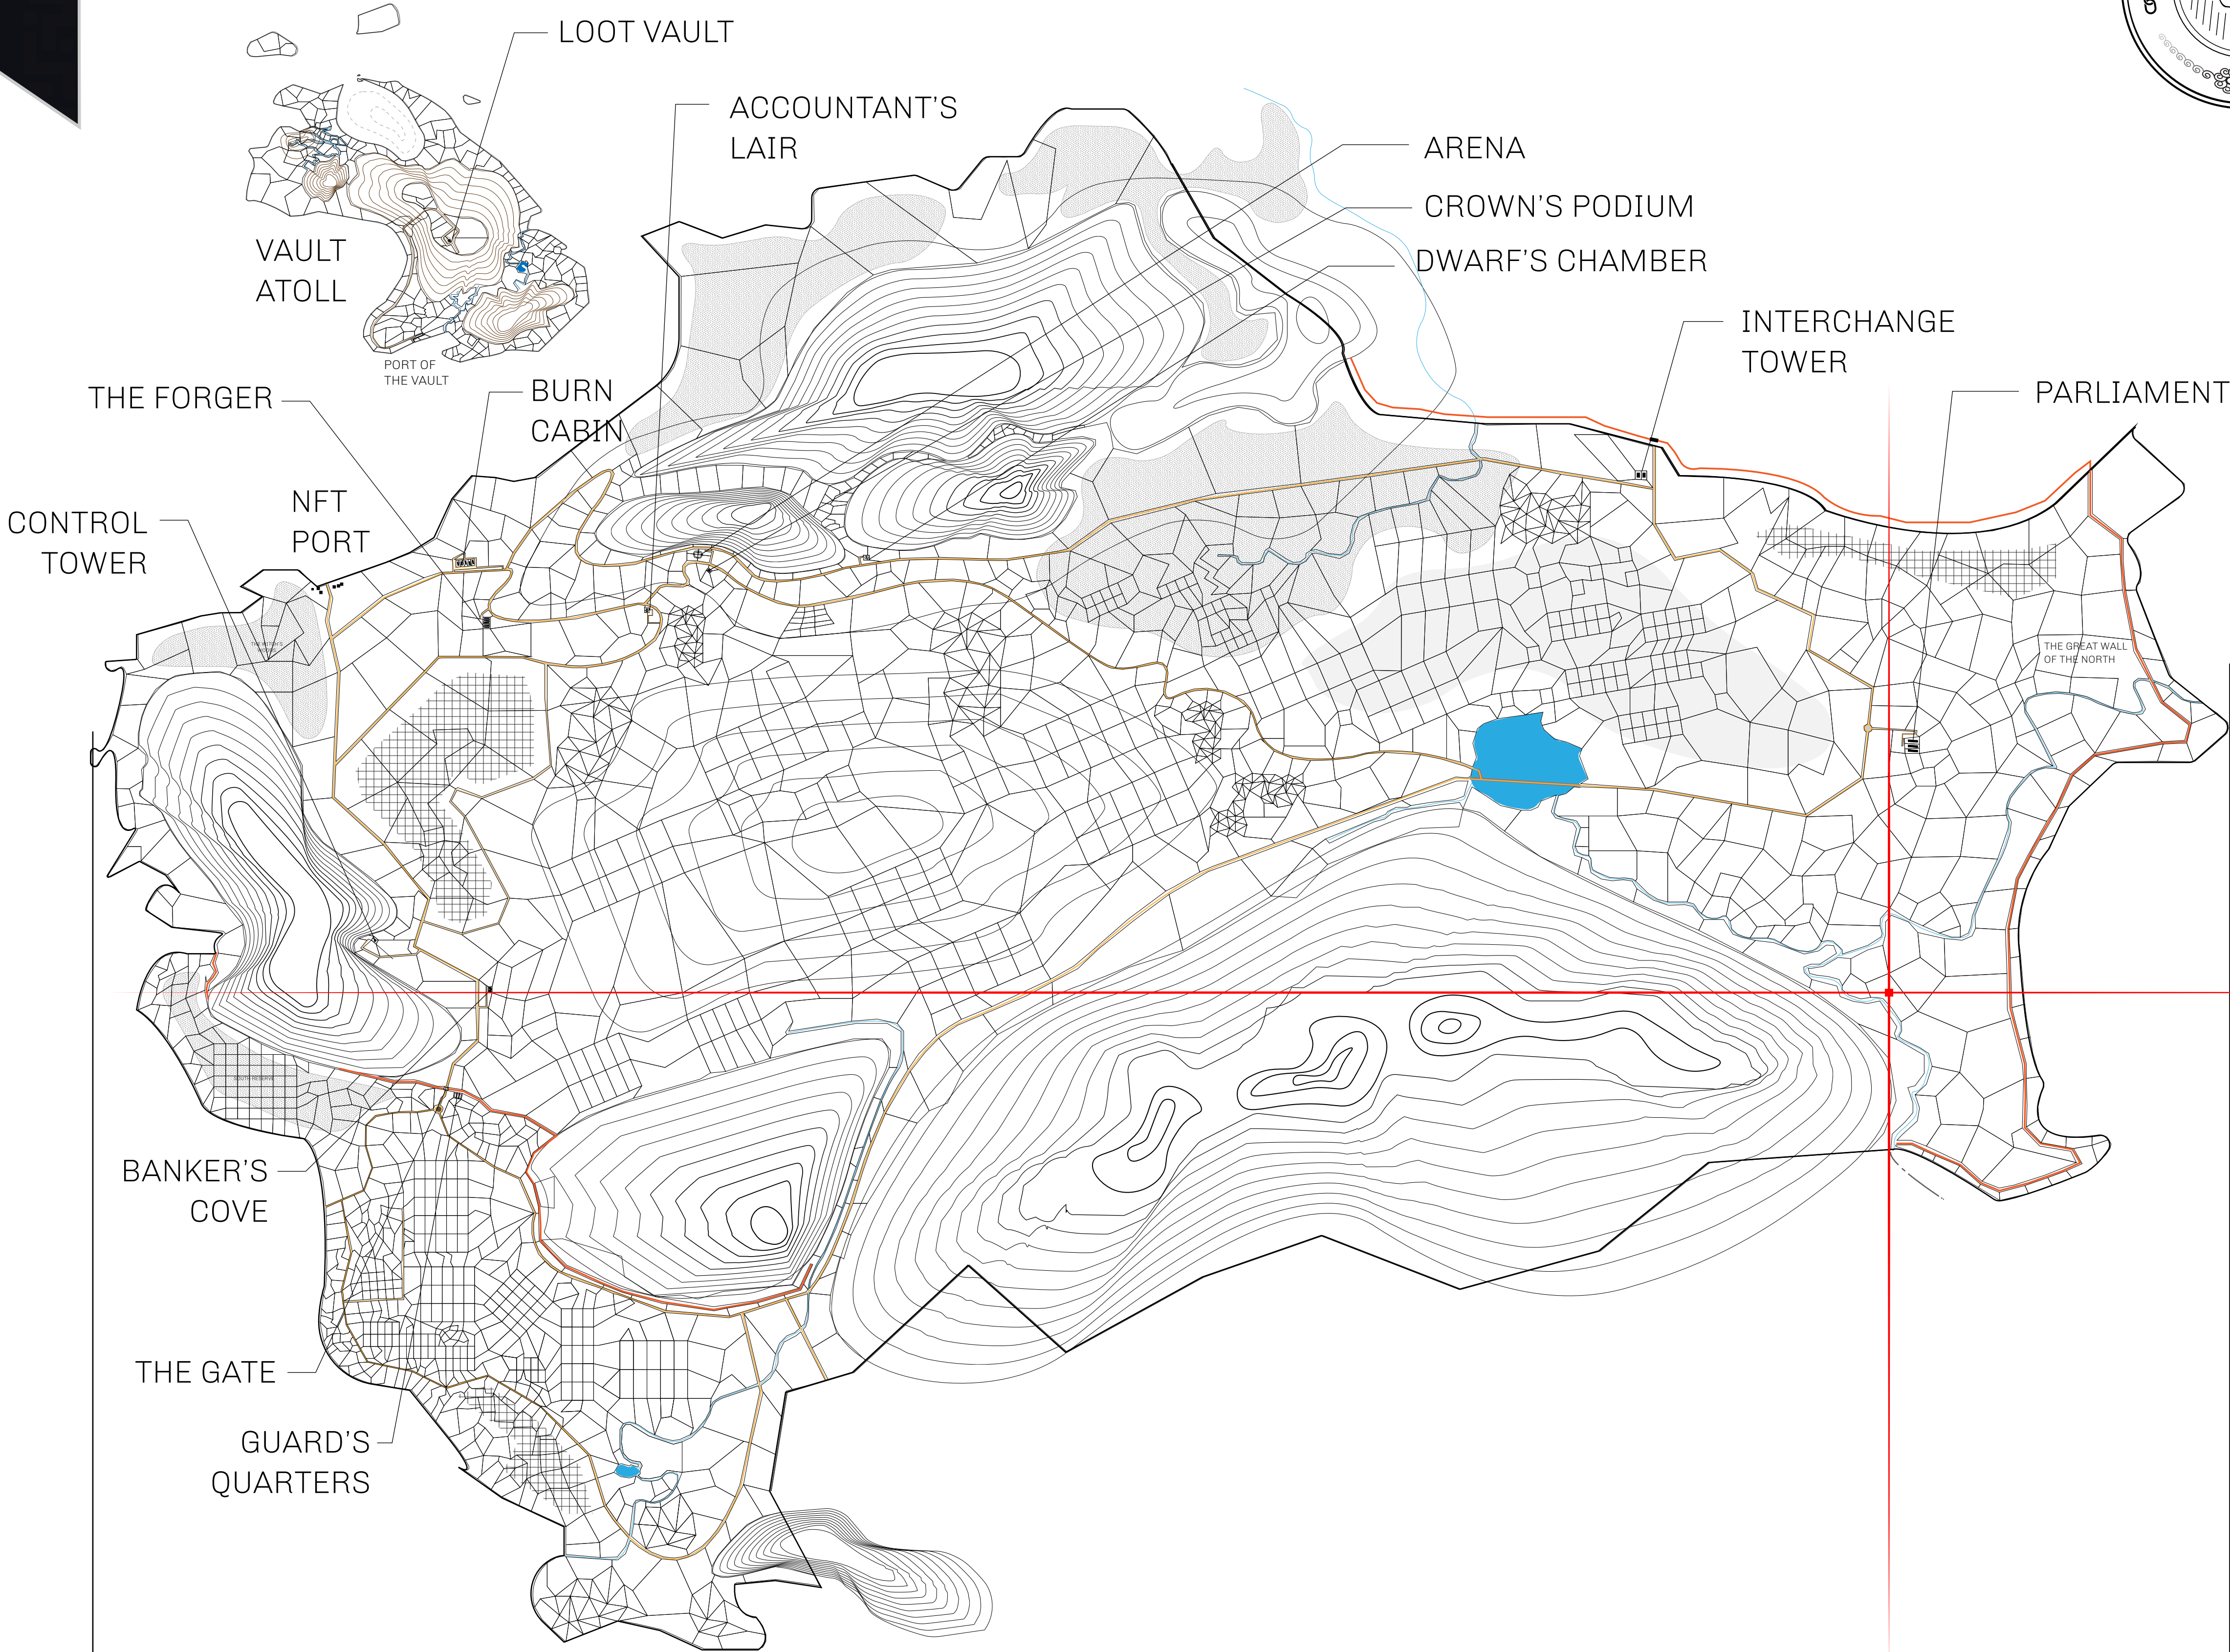 LOOT VAULT
ACCOUNTANT'S
LAIR
ARENA
CROWN'S PODIUM
DWARF'S CHAMBER
VAULT
ATOLL
INTERCHANGE
TOWER
PORT OF
THE VAULT
THE FORGER
BURN
CABIN
PARLIAMENT
NFT
PORT
CONTROL
TOWER
THE GREAT WALL
OF THE NORTH
SOUTH RESERVE
BANKER'S
COVE
THE GATE
GUARD'S
QUARTERS